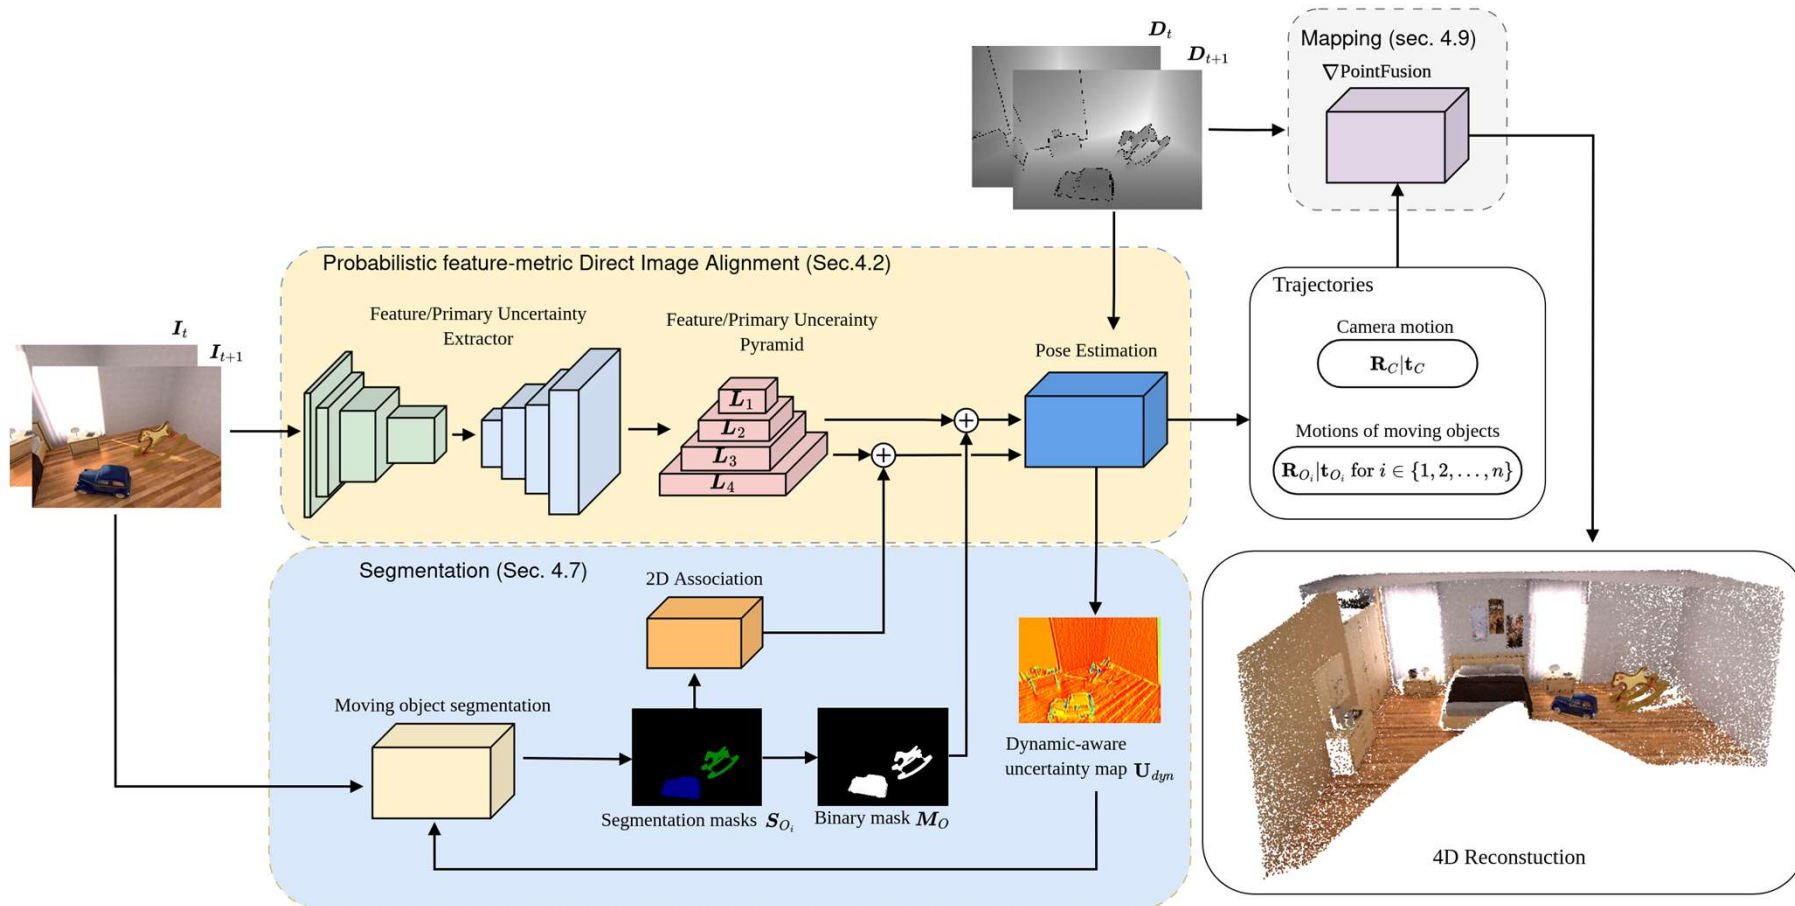 D_t
D_{t+1}
Mapping (sec. 4.9)
∇PointFusion
Probabilistic feature-metric Direct Image Alignment (Sec.4.2)
I_t
I_{t+1}
Feature/Primary Uncertainty
Extractor
Feature/Primary Uncerainty
Pyramid
L_1
L_2
L_3
L_4
Pose Estimation
Trajectories
Camera motion
R_C|t_C
Motions of moving objects
R_{O_i}|t_{O_i} for i ∈ {1, 2, . . . , n}
Segmentation (Sec. 4.7)
2D Association
Moving object segmentation
Segmentation masks S_{O_i}
Binary mask M_O
Dynamic-aware
uncertainty map U_{dyn}
4D Reconstuction